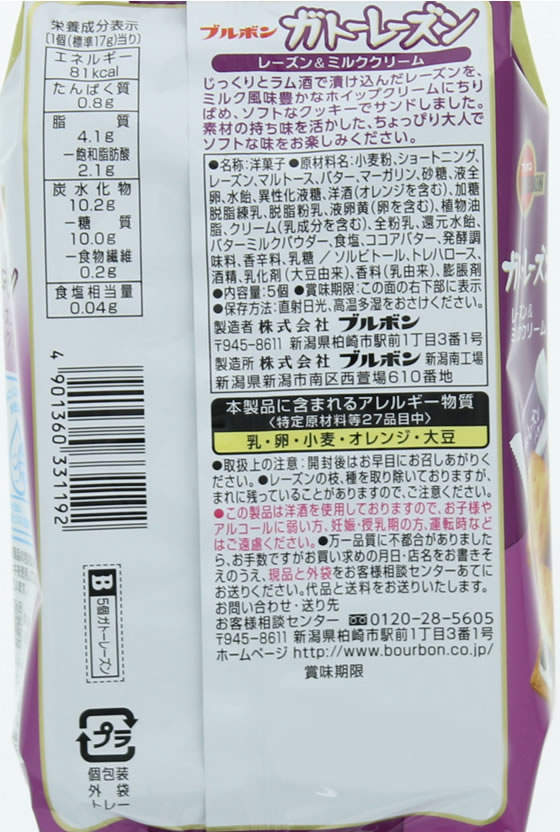 栄養成分表示
(1個(標準17g)当り)
エネルギー
81kcal
たんぱく質
0.8g
脂 質
4.1g
−飽和脂肪酸
2.1g
炭水化物
10.2g
−糖 質
10.0g
−食物繊維
0.2g
食塩相当量
0.04g
4 901360 331192
B 5個ガトーレーズン
プラ
個包装
外 袋
トレー
ブルボン ガトーレーズン
レーズン&ミルククリーム
じっくりとラム酒で漬け込んだレーズンを、
ミルク風味豊かなホイップクリームにちり
ばめ、ソフトなクッキーでサンドしました。
素材の持ち味を活かした、ちょっぴり大人で
ソフトな味をお楽しみください。
●名称:洋菓子 ●原材料名:小麦粉、ショートニング、
レーズン、マルトース、バター、マーガリン、砂糖、液全
卵、水飴、異性化液糖、洋酒(オレンジを含む)、加糖
脱脂練乳、脱脂粉乳、液卵黄(卵を含む)、植物油
脂、クリーム(乳成分を含む)、全粉乳、還元水飴、
バターミルクパウダー、食塩、ココアバター、発酵調
味料、香辛料、乳糖/ソルビトール、トレハロース、
酒精、乳化剤(大豆由来)、香料(乳由来)、膨脹剤
●内容量:5個 ●賞味期限:この面の右下部に表示
●保存方法:直射日光、高温多湿をおさけください。
製造者 株式会社 ブルボン
〒945-8611 新潟県柏崎市駅前1丁目3番1号
製造所 株式会社 ブルボン 新潟南工場
新潟県新潟市南区西萱場610番地
本製品に含まれるアレルギー物質
〈特定原材料等27品目中〉
乳・卵・小麦・オレンジ・大豆
●取扱上の注意:開封後はお早目にお召しあがりく
ださい。●レーズンの枝、種を取り除いておりますが、
まれに残っていることがありますので、ご注意ください。
●この製品は洋酒を使用しておりますので、お子様や
アルコールに弱い方、妊娠・授乳期の方、運転時など
はご遠慮ください。●万一品質に不都合がありました
ら、お手数ですがお買い求めの月日・店名をお書きそ
えのうえ、現品と外袋をお客様相談センターあてに
お送りください。代品と送料をお送りいたします。
お問い合わせ・送り先
お客様相談センター 0120-28-5605
〒945-8611 新潟県柏崎市駅前1丁目3番1号
ホームページ http://www.bourbon.co.jp/
賞味期限
ガトーレーズン
レーズン&
ミルククリーム